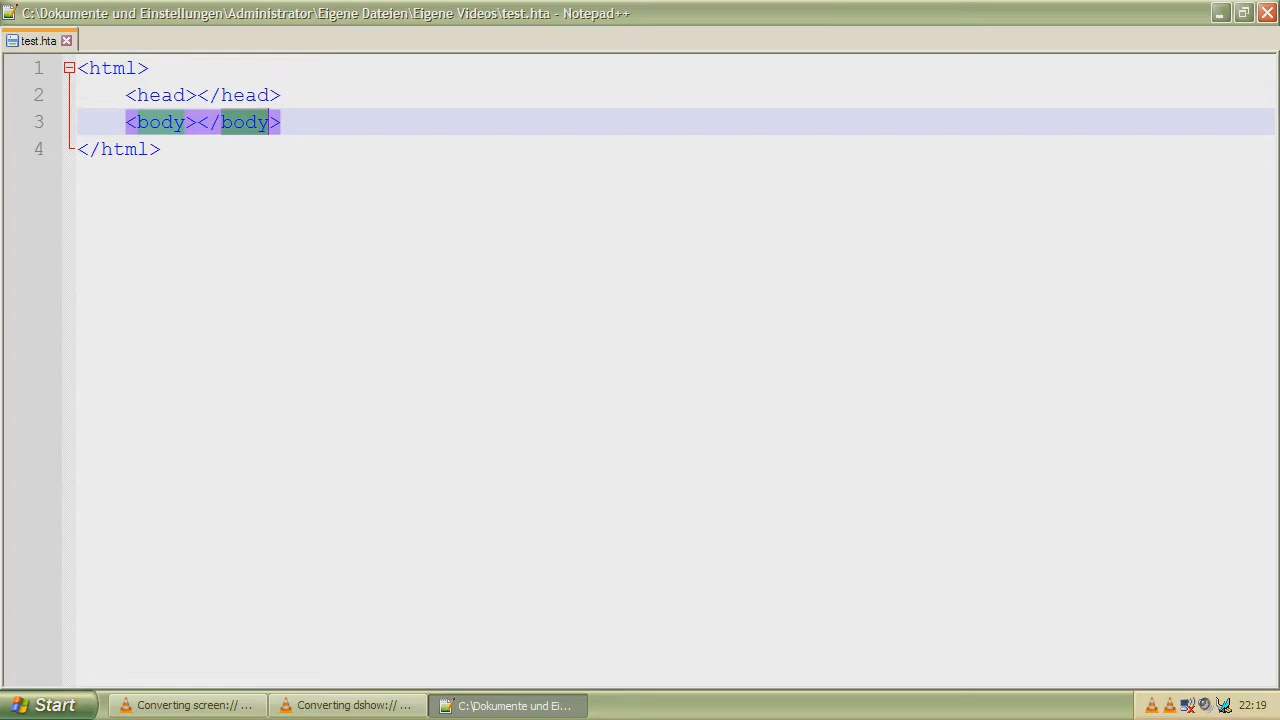 C:\Dokumente und Einstellungen\Administrator\Eigene Dateien\Eigene Videos\test.hta - Notepad++
test.hta
1 <html>
2 <head></head>
3 <body></body>
4 </html>
Start Converting screen:// ... Converting dshow:// ... C:\Dokumente und Ei... 22:19